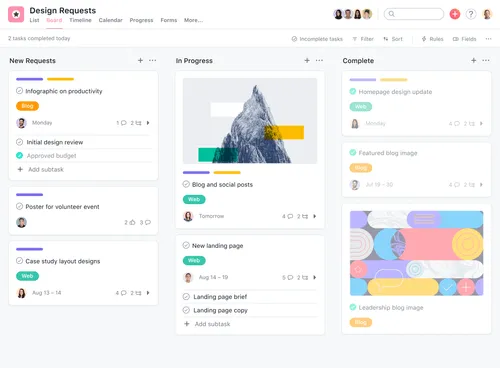 Design Requests
List Board Timeline Calendar Progress Forms More...
2 tasks completed today
Incomplete tasks Filter Sort Rules Fields
New Requests
Infographic on productivity
Blog
Monday 1 2
Initial design review
Approved budget
Add subtask
Poster for volunteer event
2 3
Case study layout designs
Web
Aug 13 – 14 4 2
In Progress
Blog and social posts
Web
Tomorrow 4 2
New landing page
Web
Aug 14 – 19 5 2
Landing page brief
Landing page copy
Add subtask
Complete
Homepage design update
Web
Monday 4 2
Featured blog image
Blog
Jul 19 – 20 4 2
Leadership blog image
Blog